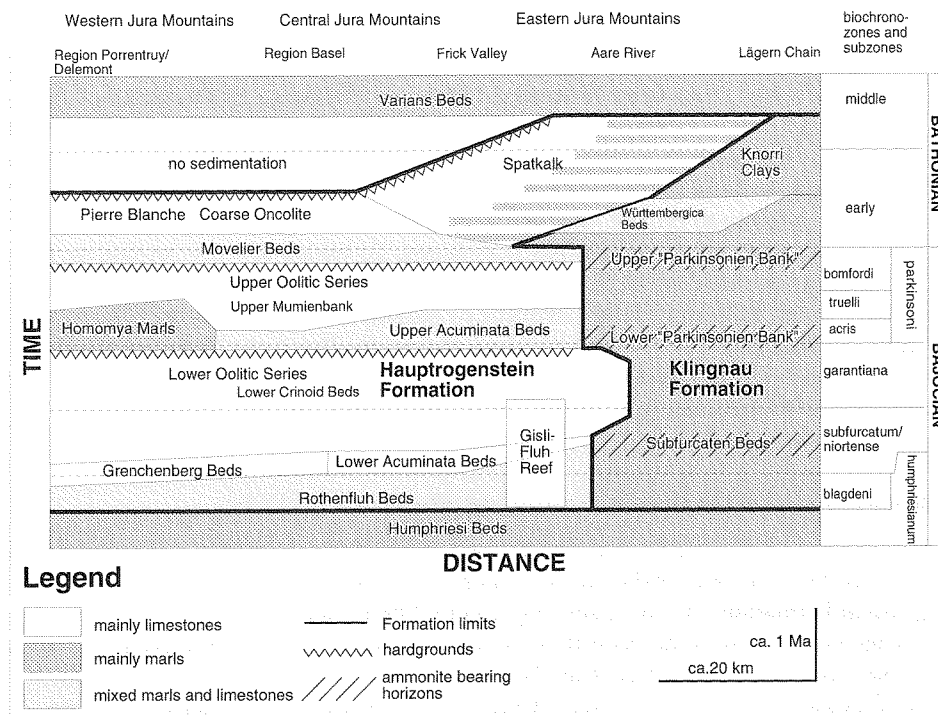 Western Jura Mountains
Central Jura Mountains
Eastern Jura Mountains
biochrono-
zones and
subzones
Region Porrentruy/
Delemont
Region Basel
Frick Valley
Aare River
Lägern Chain
Varians Beds
middle
no sedimentation
Spatkalk
Knorri
Clays
BATHONIAN
Pierre Blanche
Coarse Oncolite
Württembergica
Beds
early
Movelier Beds
Upper "Parkinsonien Bank"
Upper Oolitic Series
bomfordi
parkinsoni
Upper Mumienbank
truelli
Homomya Marls
Upper Acuminata Beds
Lower "Parkinsonien Bank"
acris
TIME
Lower Oolitic Series
Hauptrogenstein
Formation
Klingnau
Formation
garantiana
BAJOCIAN
Lower Crinoid Beds
Gisli-
Fluh-
Reef
Subfurcaten Beds
subfurcatum/
niortense
Grenchenberg Beds
Lower Acuminata Beds
Rothenfluh Beds
blagdeni
humphriesianum
Humphriesi Beds
DISTANCE
Legend
mainly limestones
mainly marls
mixed marls and limestones
Formation limits
hardgrounds
ammonite bearing
horizons
ca. 1 Ma
ca.20 km